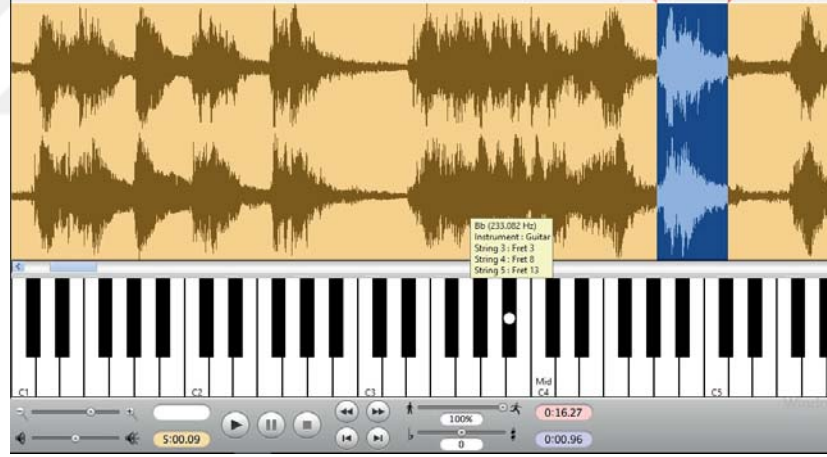 Bb (233.082 Hz)
Instrument : Guitar
String 3 : Fret 3
String 4 : Fret 8
String 5 : Fret 13
Mid
C1 C2 C3 C4 C5
100%
0:16.27
5:00.09
0
0:00.96